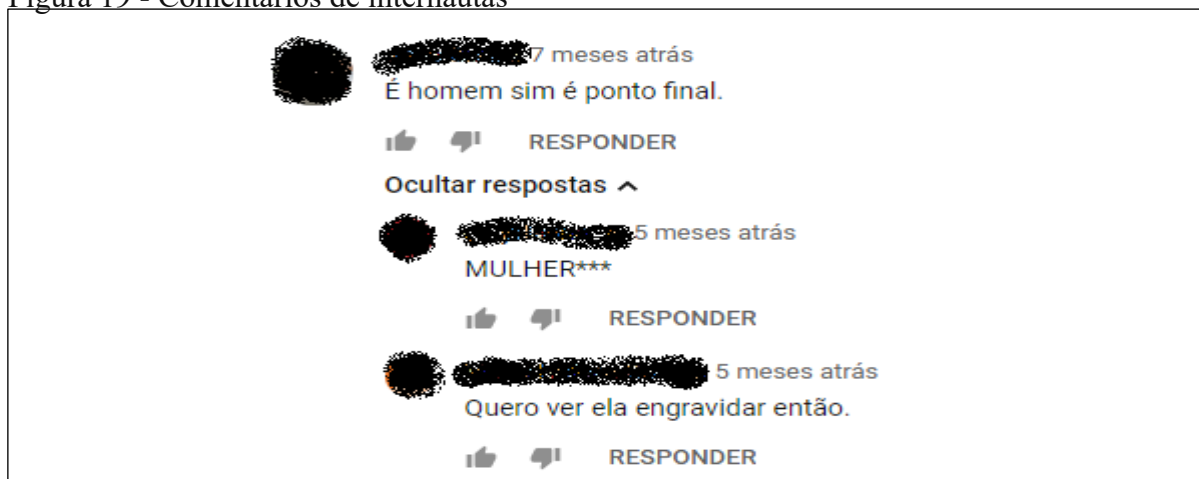 Figura 19 - Comentários de internautas
7 meses atrás
É homem sim é ponto final.
RESPONDER
Ocultar respostas
5 meses atrás
MULHER***
RESPONDER
5 meses atrás
Quero ver ela engravidar então.
RESPONDER